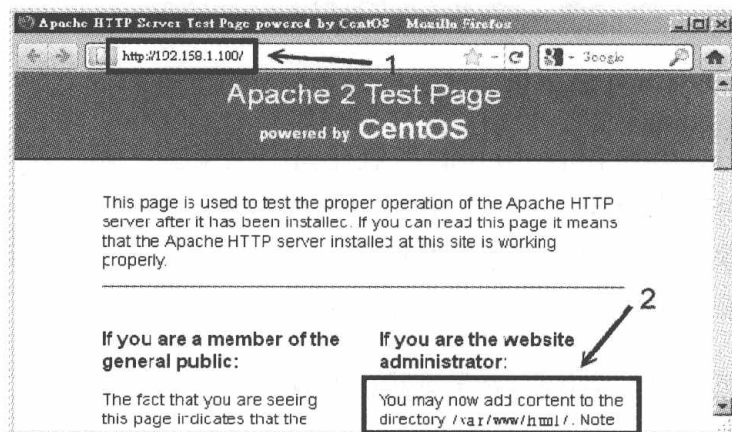 Apache HTTP Server Test Page powered by CentOS - Mozilla Firefox
http://192.158.1.100/
1
Google
Apache 2 Test Page
powered by CentOS
This page is used to test the proper operation of the Apache HTTP
server after it has been installec. If you can read this page it means
that the Apache HTTP server installed at this site is working
properly.
2
If you are a member of the
general public:
The fact that you are seeing
this page indicates that the
If you are the website
administrator:
You may now add content to the
directory /var/www/html/. Note